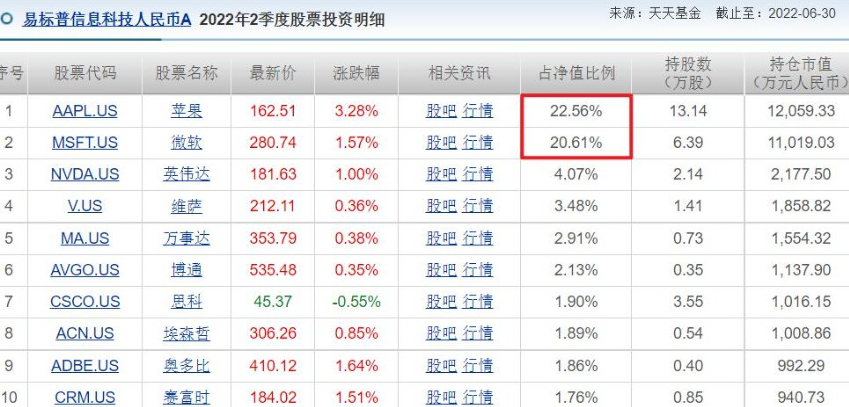 易标普信息科技人民币A 2022年2季度股票投资明细 来源：天天基金 截止至：2022-06-30
序号 股票代码 股票名称 最新价 涨跌幅 相关资讯 占净值比例 持股数（万股） 持仓市值（万元人民币）
1 AAPL.US 苹果 162.51 3.28% 股吧 行情 22.56% 13.14 12,059.33
2 MSFT.US 微软 280.74 1.57% 股吧 行情 20.61% 6.39 11,019.03
3 NVDA.US 英伟达 181.63 1.00% 股吧 行情 4.07% 2.14 2,177.50
4 V.US 维萨 212.11 0.36% 股吧 行情 3.48% 1.41 1,858.82
5 MA.US 万事达 353.79 0.38% 股吧 行情 2.91% 0.73 1,554.32
6 AVGO.US 博通 535.48 0.35% 股吧 行情 2.13% 0.35 1,137.90
7 CSCO.US 思科 45.37 -0.55% 股吧 行情 1.90% 3.55 1,016.15
8 ACN.US 埃森哲 306.26 0.85% 股吧 行情 1.89% 0.54 1,008.86
9 ADBE.US 奥多比 410.12 1.64% 股吧 行情 1.86% 0.40 992.29
10 CRM.US 赛富时 184.02 1.51% 股吧 行情 1.76% 0.85 940.73